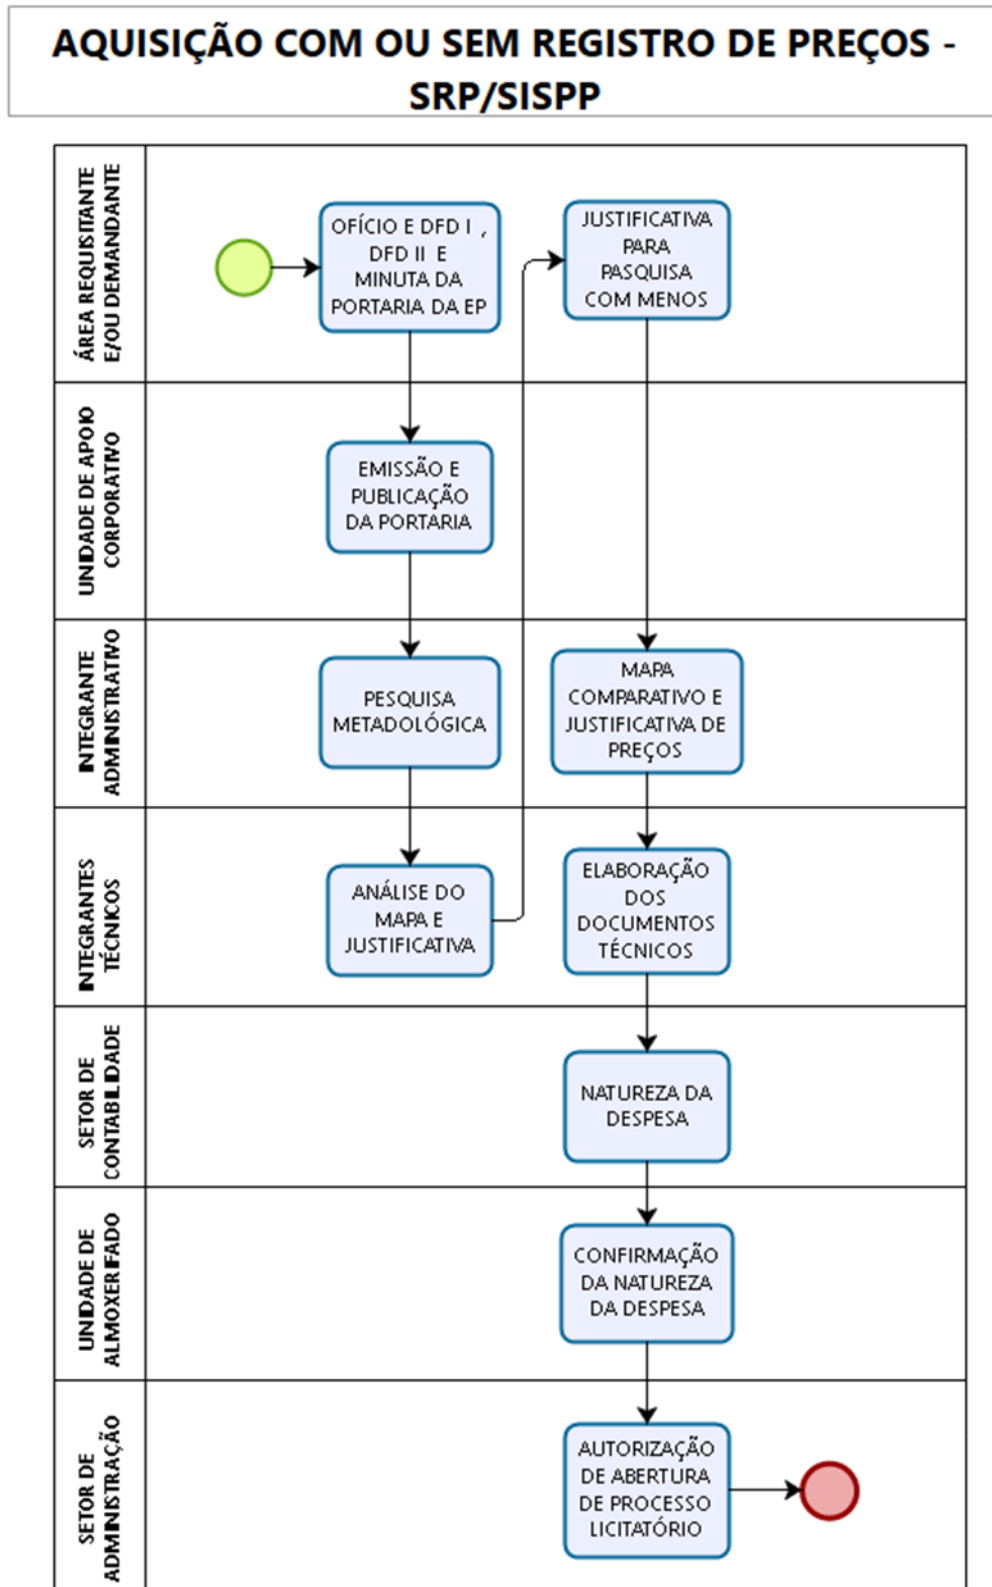 AQUISIÇÃO COM OU SEM REGISTRO DE PREÇOS -
SRP/SISPP
ÁREA REQUISITANTE
E/OU DEMANDANTE
OFÍCIO E DFD I ,
DFD II E
MINUTA DA
PORTARIA DA EP
JUSTIFICATIVA
PARA
PASQUISA
COM MENOS
UNIDADE DE APOIO
CORPORATIVO
EMISSÃO E
PUBLICAÇÃO
DA PORTARIA
INTEGRANTE
ADMINISTRATIVO
PESQUISA
METADOLÓGICA
MAPA
COMPARATIVO E
JUSTIFICATIVA DE
PREÇOS
INTEGRANTES
TÉCNICOS
ANÁLISE DO
MAPA E
JUSTIFICATIVA
ELABORAÇÃO
DOS
DOCUMENTOS
TÉCNICOS
SETOR DE
CONTABILIDADE
NATUREZA DA
DESPESA
UNIDADE DE
ALMOXERIFADO
CONFIRMAÇÃO
DA NATUREZA
DA DESPESA
SETOR DE
ADMINISTRAÇÃO
AUTORIZAÇÃO
DE ABERTURA
DE PROCESSO
LICITATÓRIO